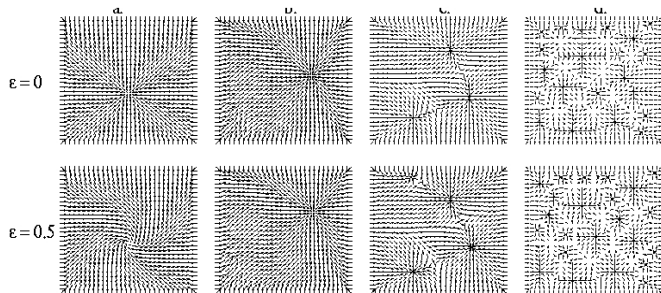 a. b. c. d.
ε = 0
ε = 0.5